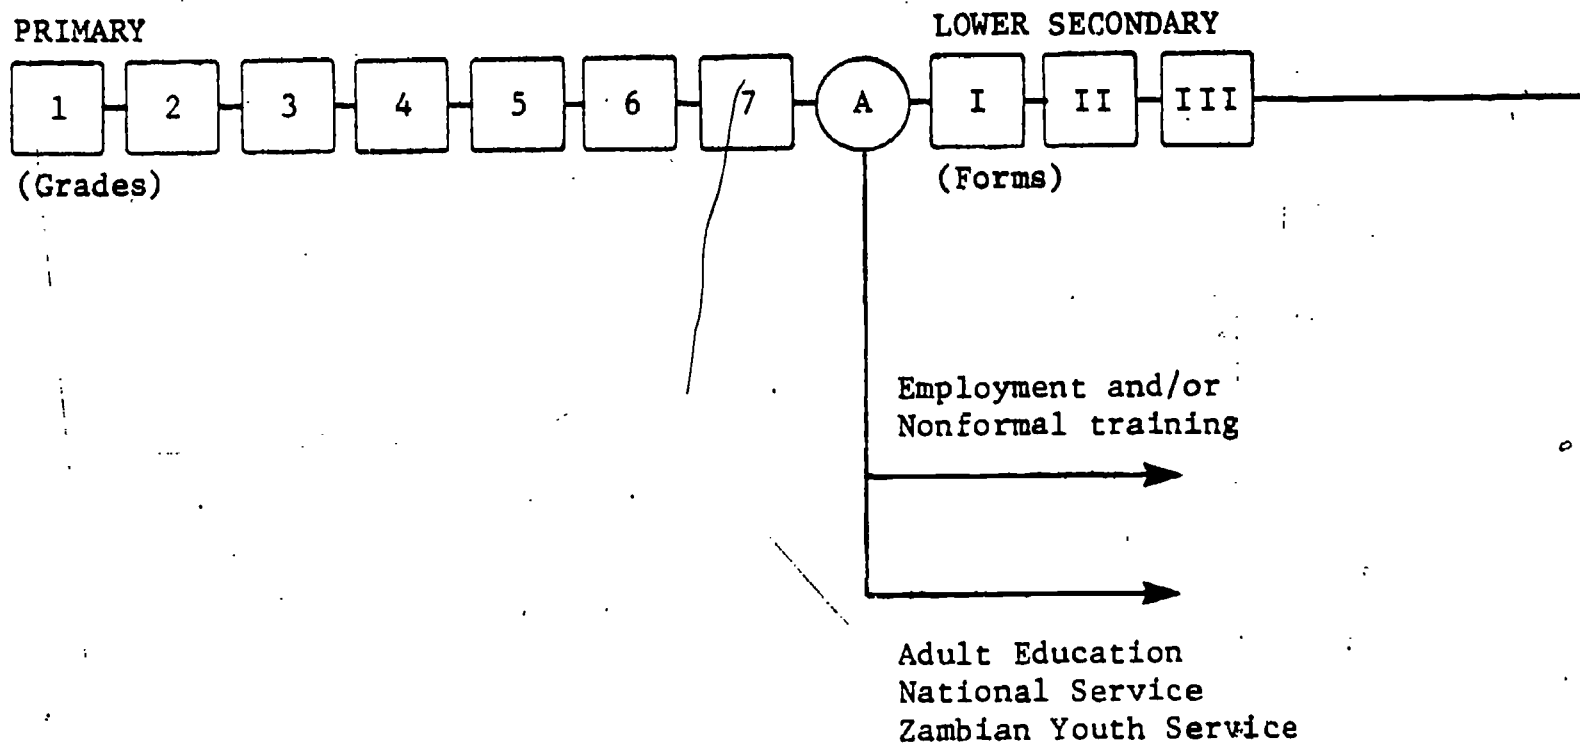 PRIMARY
LOWER SECONDARY
1 2 3 4 5 6 7 A I II III
(Grades)
(Forms)
Employment and/or
Nonformal training
Adult Education
National Service
Zambian Youth Service